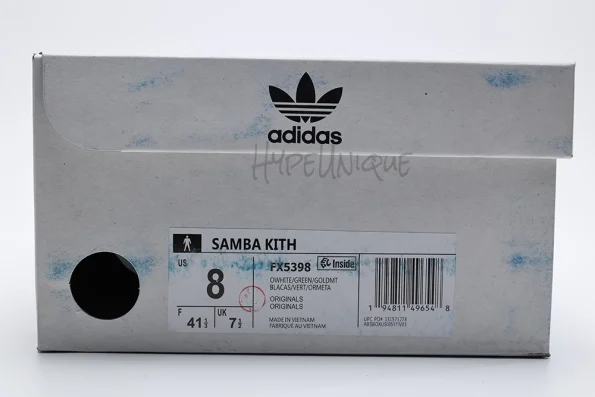 adidas
HYPEUNIQUE
SAMBA KITH
US
8
F
41⅓
UK
7½
FX5398
Inside
OWHITE/GREEN/GOLDMT
BLACAS/VERT/ORMETA
ORIGINALS
ORIGINALS
MADE IN VIETNAM
FABRIQUE AU VIETNAM
1 94811 49654 8